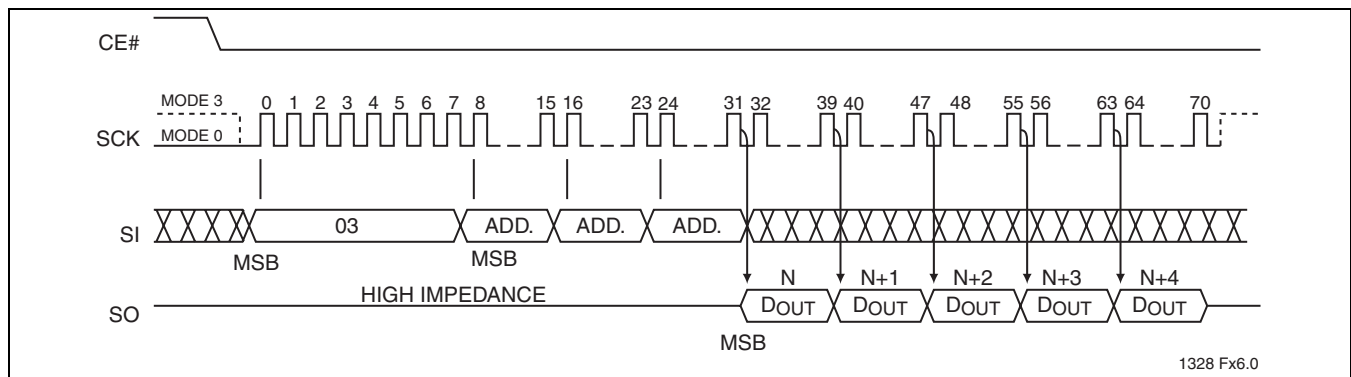 CE#
MODE 3
0 1 2 3 4 5 6 7 8 15 16 23 24 31 32 39 40 47 48 55 56 63 64 70
SCK
MODE 0
SI
03 ADD. ADD. ADD.
MSB MSB
HIGH IMPEDANCE
N N+1 N+2 N+3 N+4
SO
DOUT DOUT DOUT DOUT DOUT
MSB
1328 Fx6.0